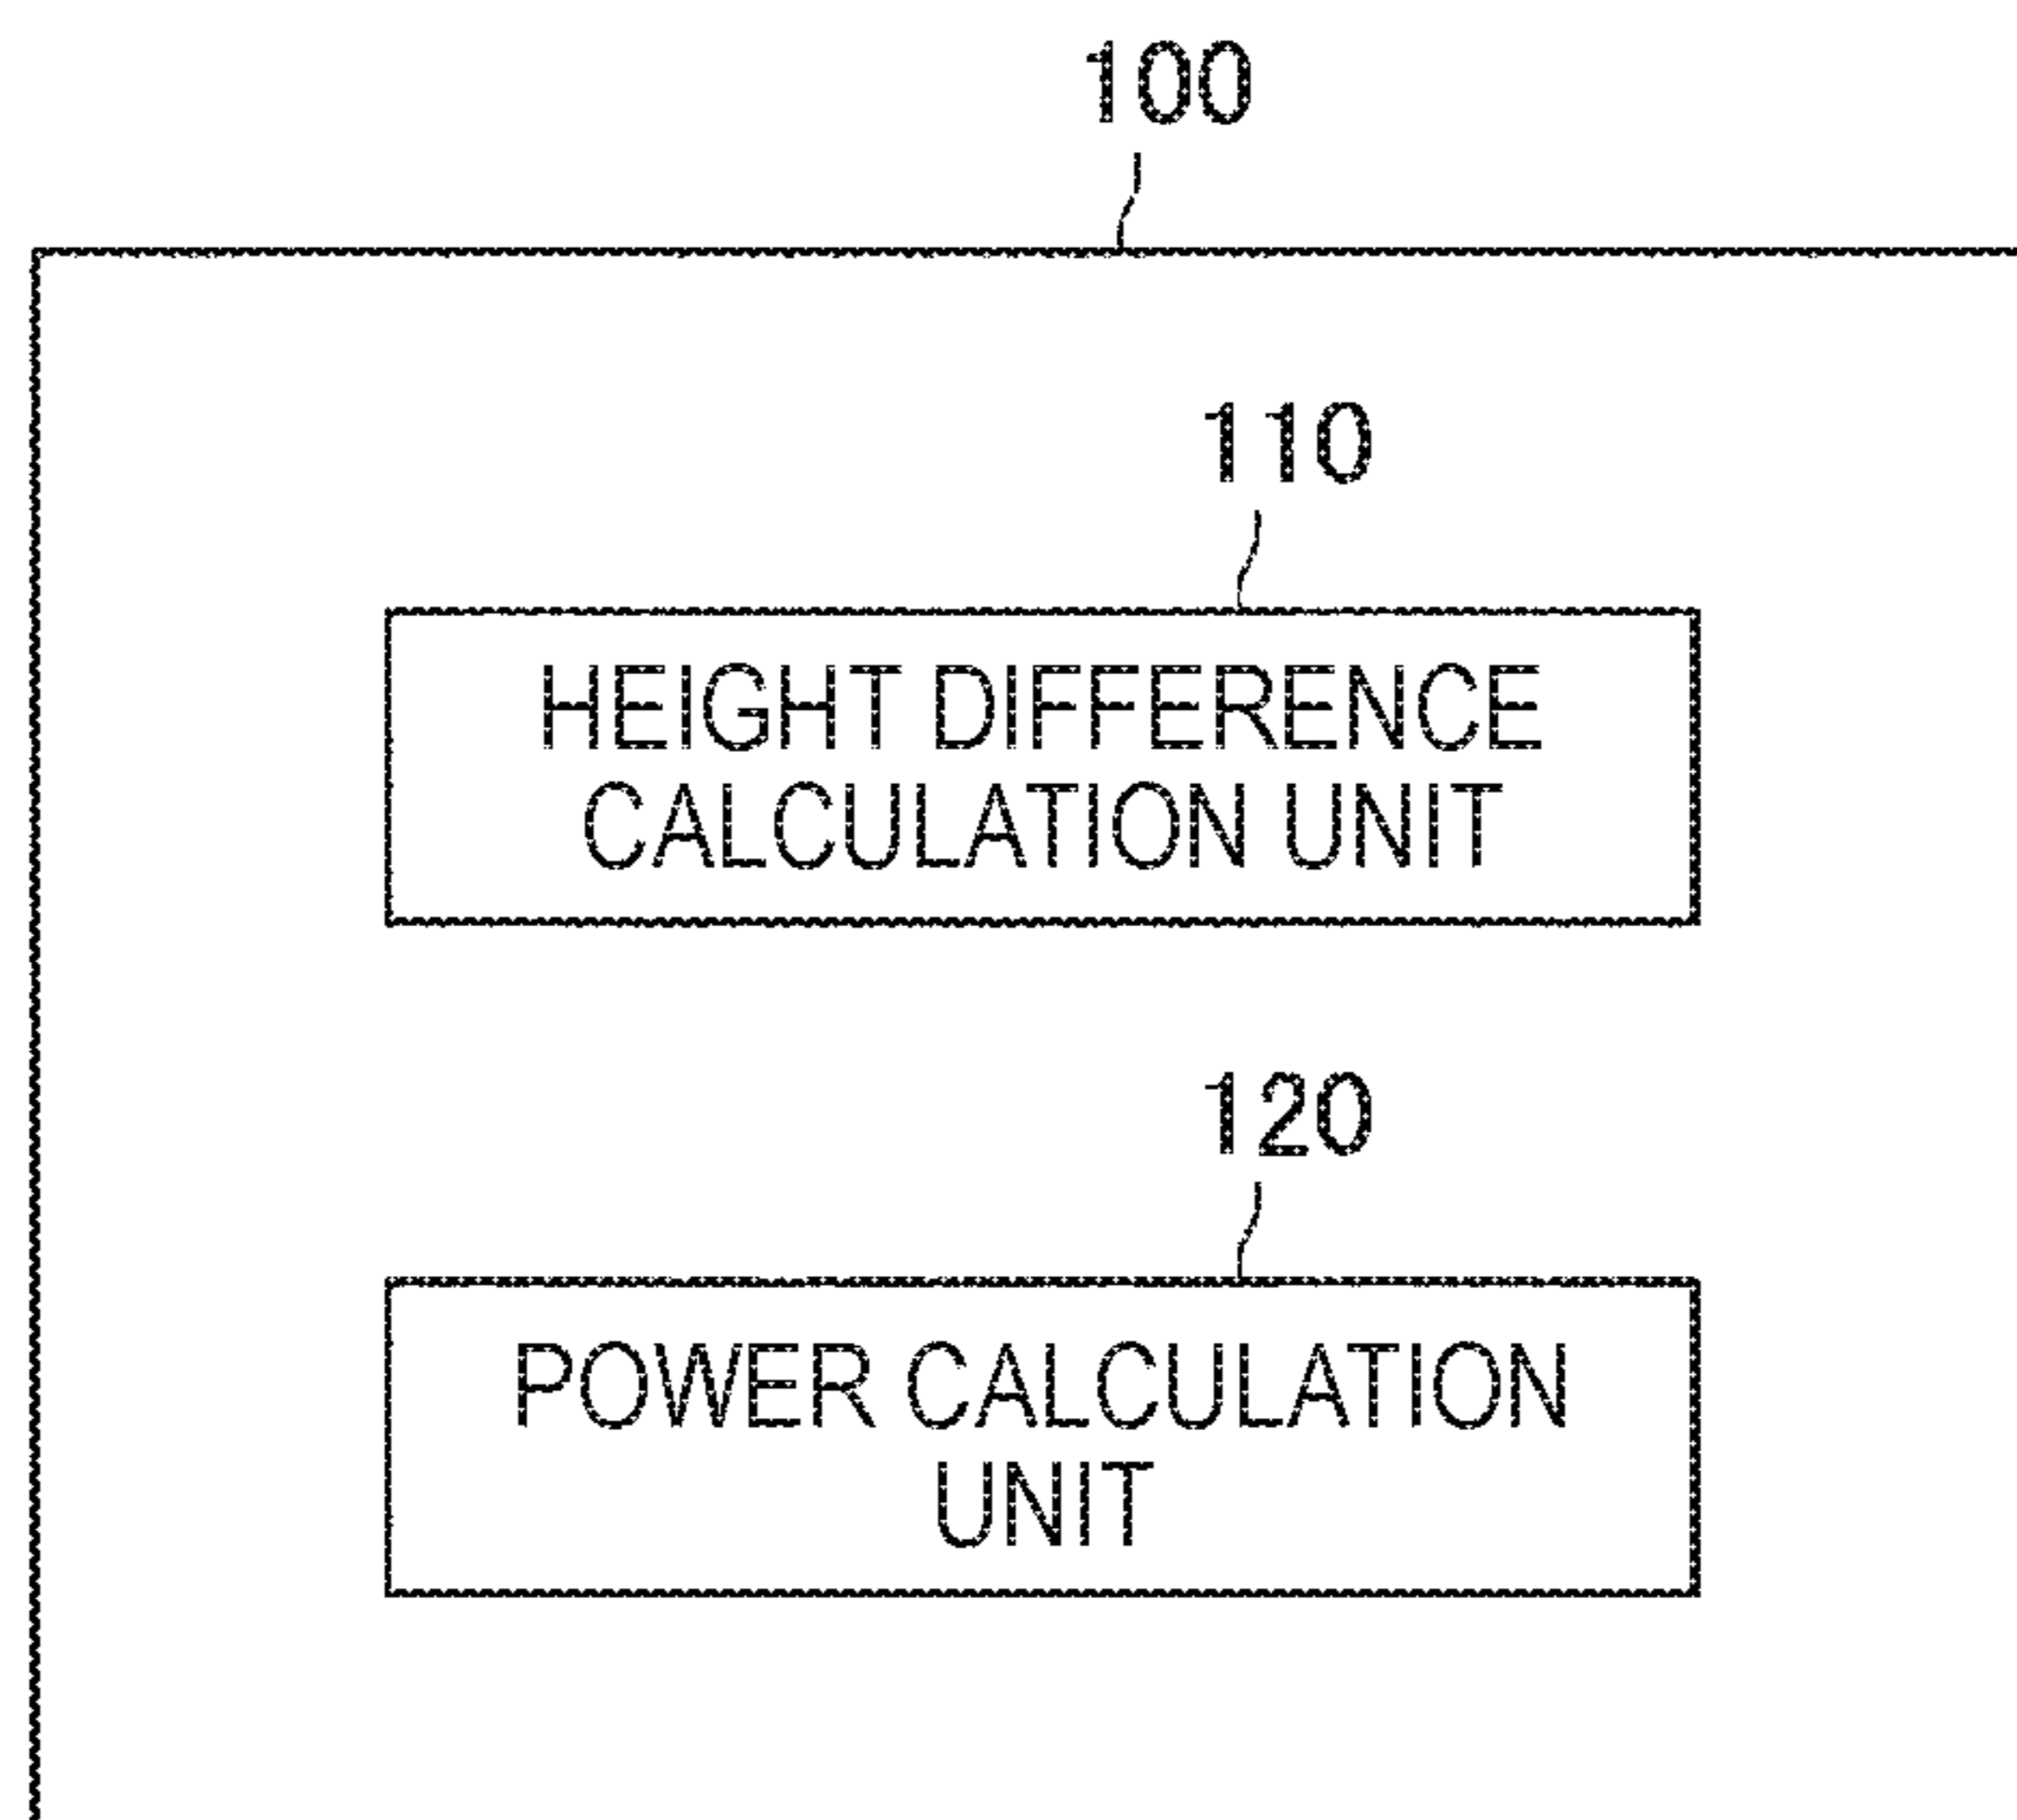 100
110
HEIGHT DIFFERENCE
CALCULATION UNIT
120
POWER CALCULATION
UNIT